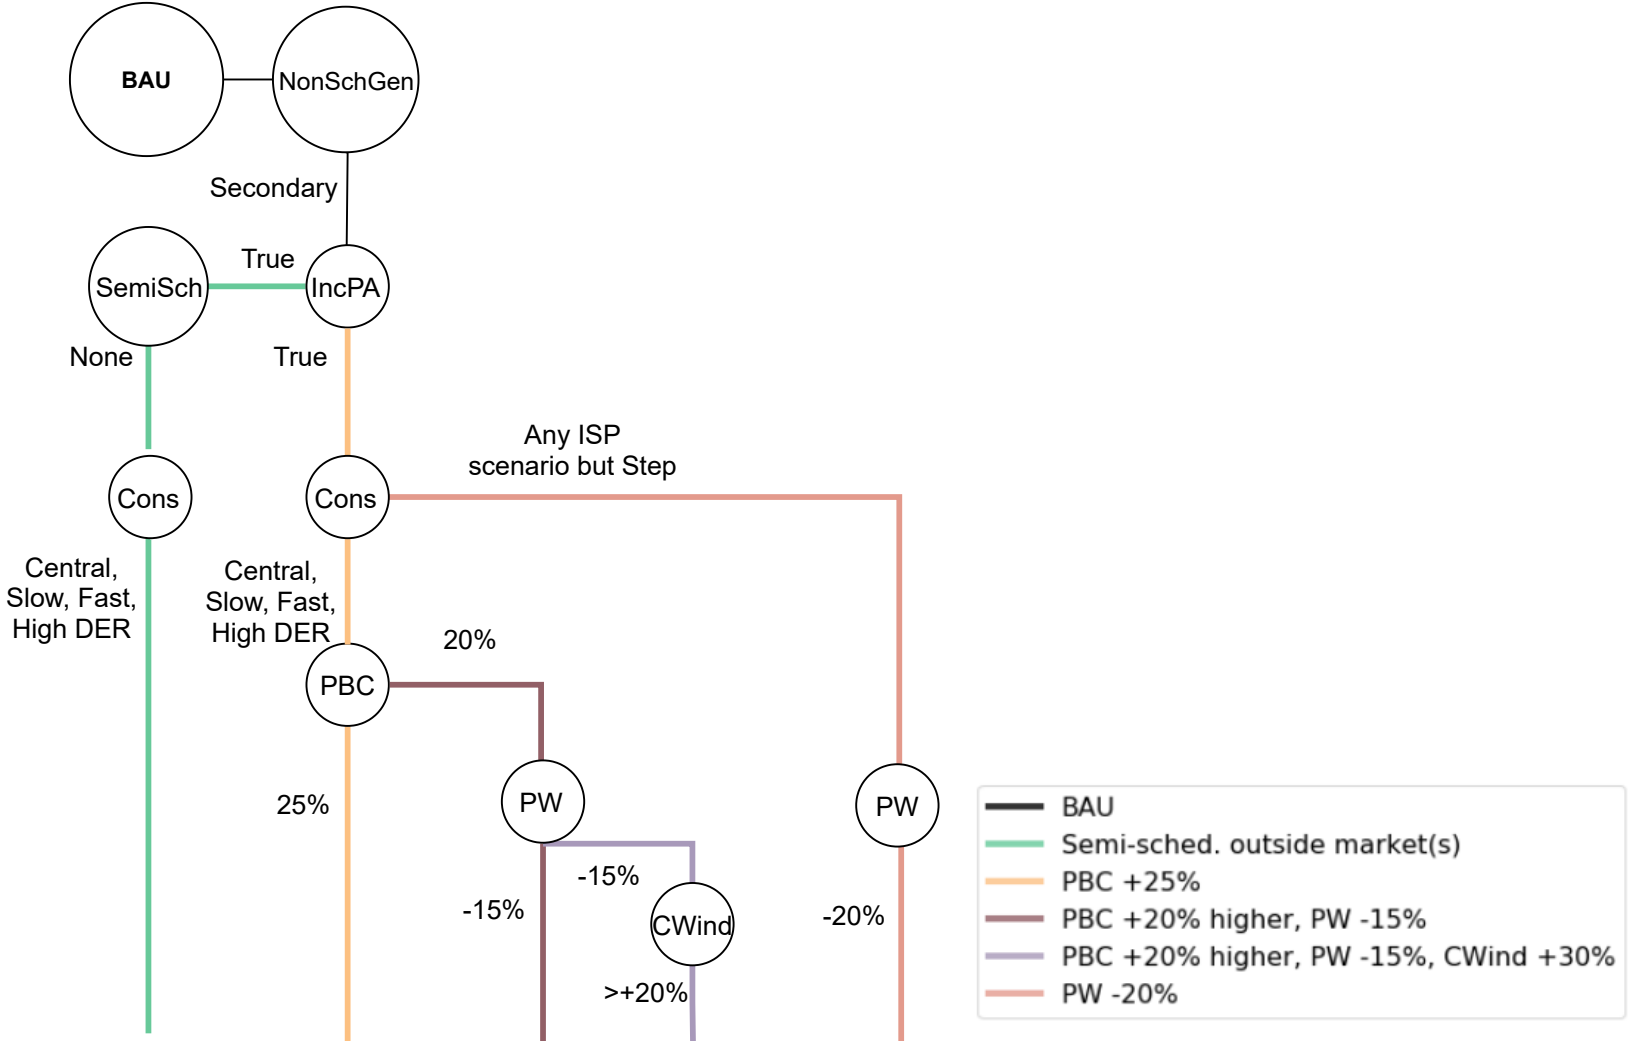 BAU
NonSchGen
Secondary
True
SemiSch
IncPA
None
True
Any ISP
scenario but Step
Cons
Cons
Central,
Slow, Fast,
High DER
Central,
Slow, Fast,
High DER
20%
PBC
25%
PW
PW
-15%
-15%
-20%
CWind
>+20%
BAU
Semi-sched. outside market(s)
PBC +25%
PBC +20% higher, PW -15%
PBC +20% higher, PW -15%, CWind +30%
PW -20%